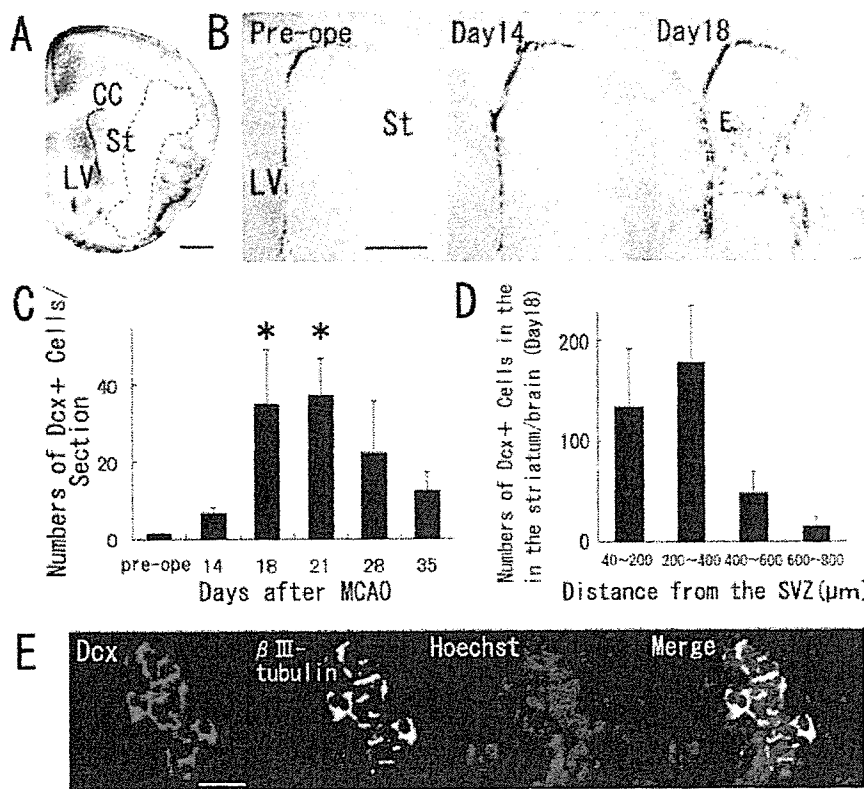 A
CC
St
LV
B
Pre-ope
Day14
Day18
St
LV
E
C
Numbers of Dcx+ Cells/
Section
40
20
0
*
*
pre-ope
14
18
21
28
35
Days after MCAO
D
Numbers of Dcx+ Cells in the
in the striatum/brain (Day18)
200
100
0
40~200
200~400
400~600
600~800
Distance from the SVZ(μm)
E
Dcx
β III-
tubulin
Hoechst
Merge